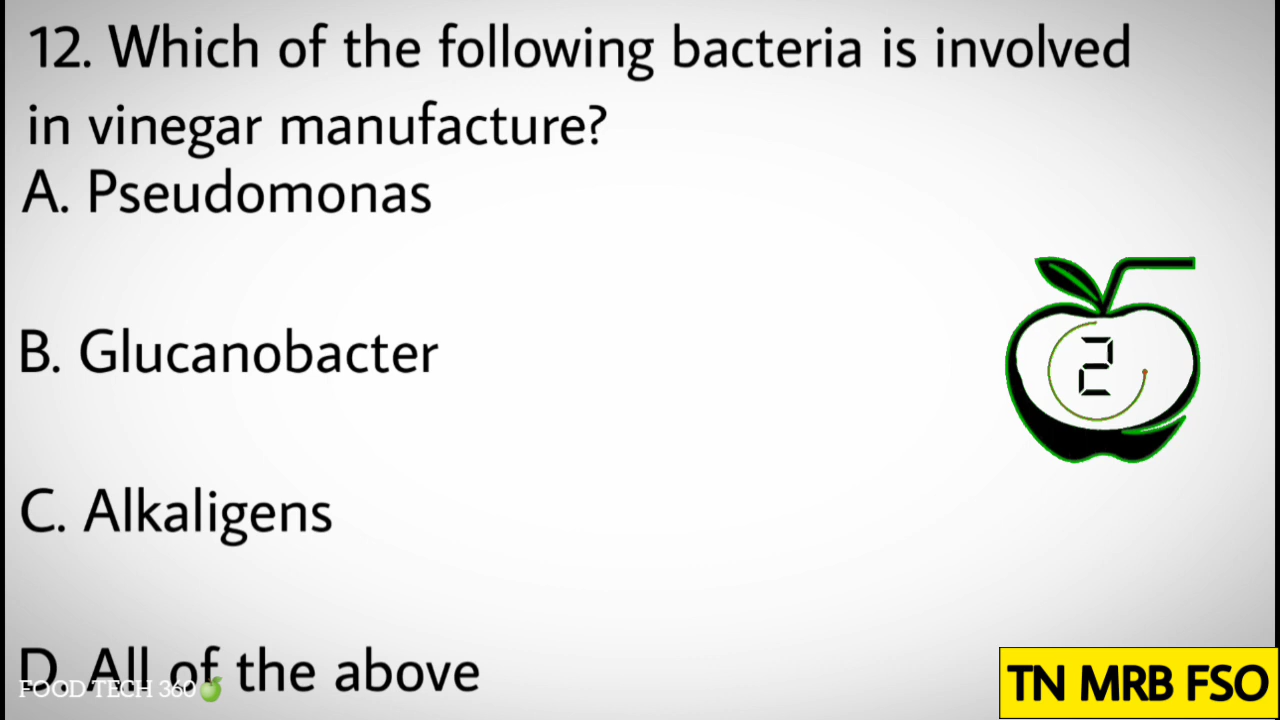 12. Which of the following bacteria is involved
in vinegar manufacture?
A. Pseudomonas
B. Glucanobacter
2
C. Alkaligens
D. All of the above
FOOD TECH 360
TN MRB FSO